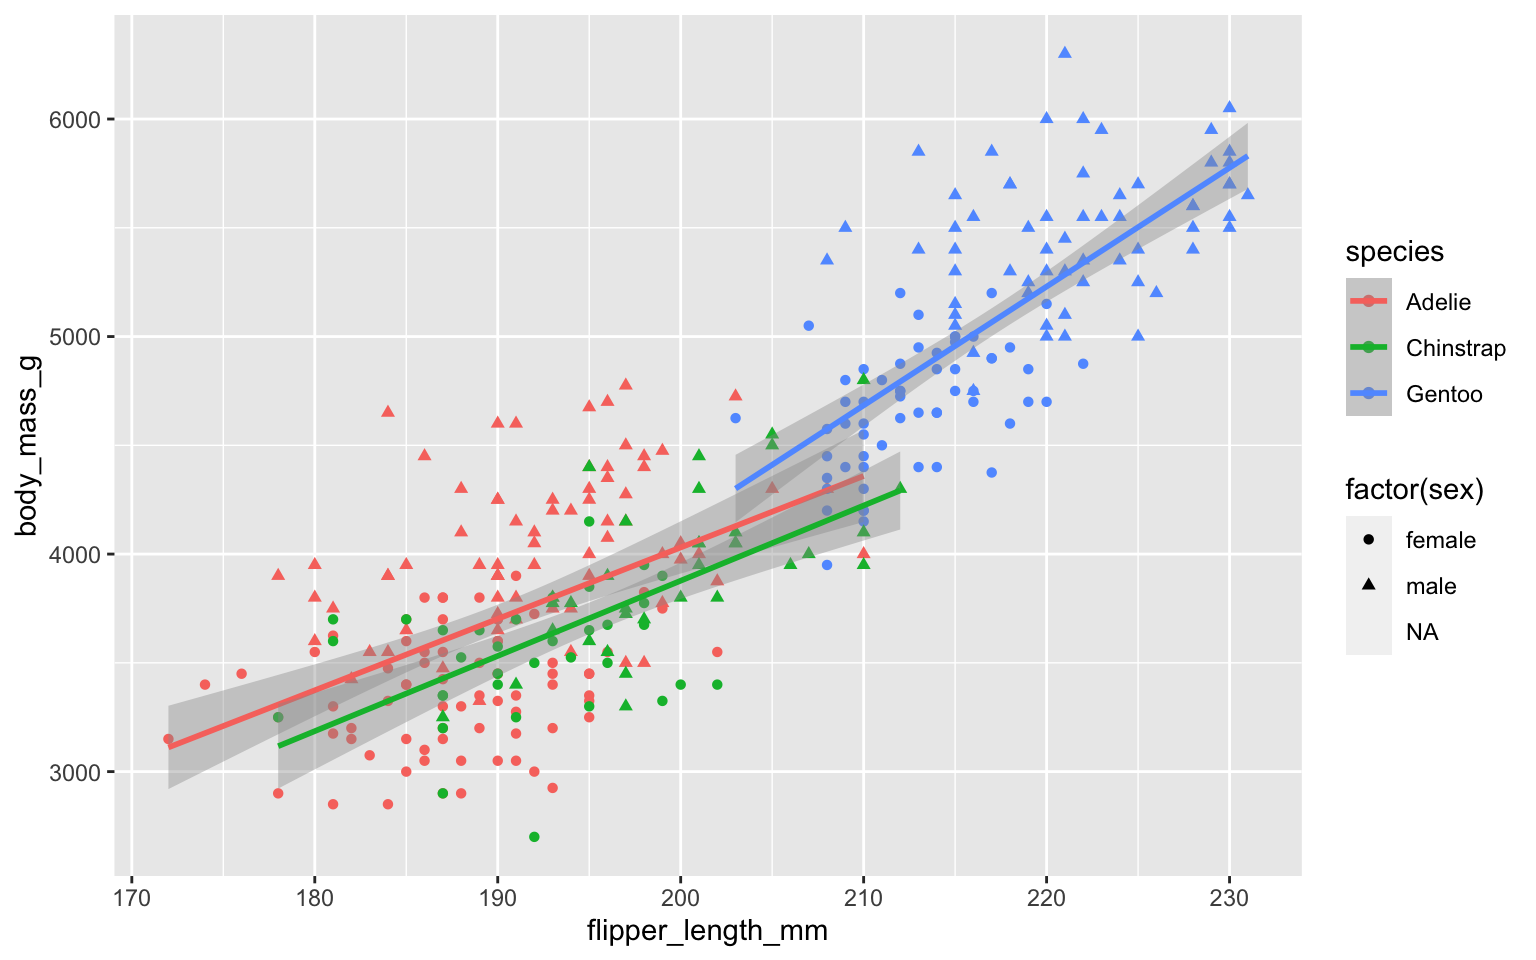 6000
5000
4000
3000
body_mass_g
170 180 190 200 210 220 230
flipper_length_mm
species
Adelie
Chinstrap
Gentoo
factor(sex)
female
male
NA